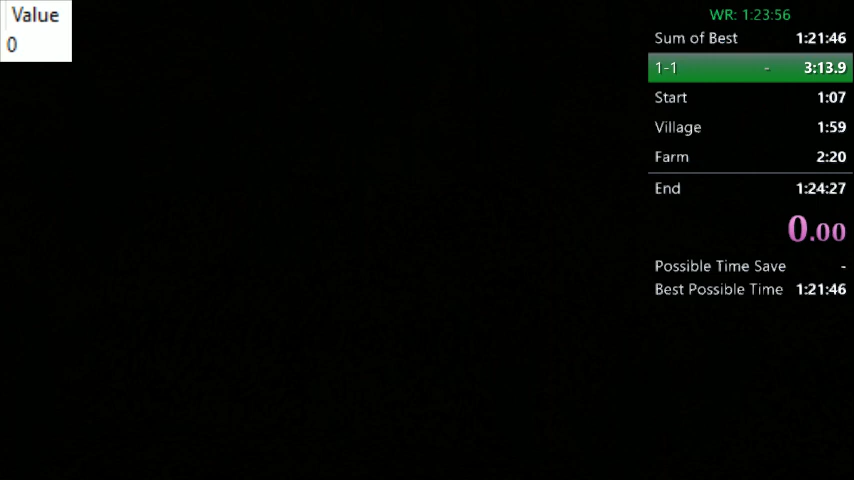 Value
0
WR: 1:23:56
Sum of Best 1:21:46
1-1 - 3:13.9
Start 1:07
Village 1:59
Farm 2:20
End 1:24:27
0.00
Possible Time Save -
Best Possible Time 1:21:46